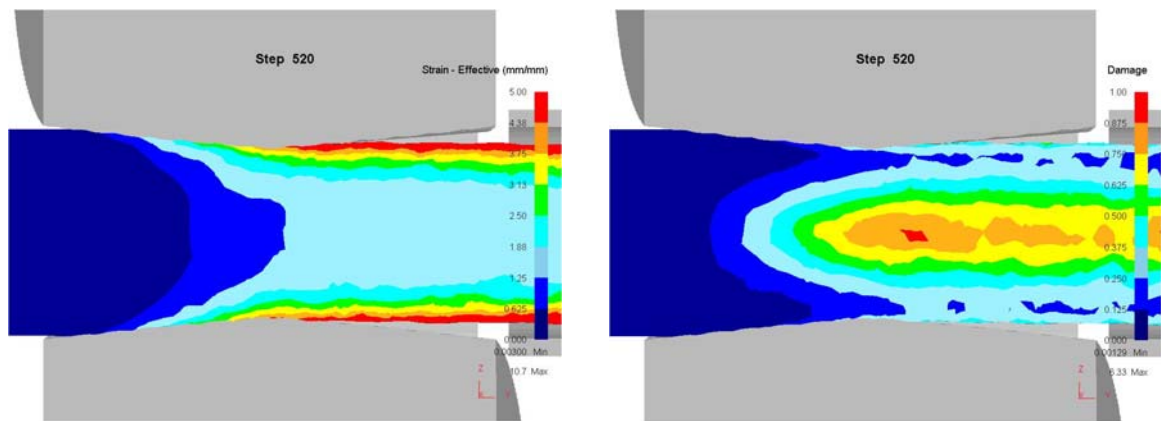 Step 520
Strain - Effective (mm/mm)
5.00
4.38
3.75
3.13
2.50
1.88
1.25
0.625
0.000
0.00300 Min
10.7 Max
Z
X Y
Step 520
Damage
1.00
0.875
0.750
0.625
0.500
0.375
0.250
0.125
0.000
0.00129 Min
6.33 Max
Z
X Y